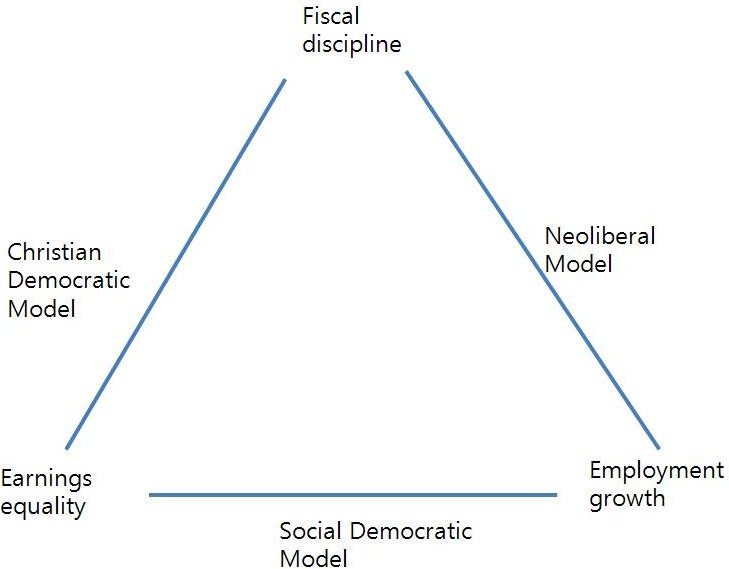 Fiscal
discipline
Christian
Democratic
Model
Neoliberal
Model
Earnings
equality
Employment
growth
Social Democratic
Model